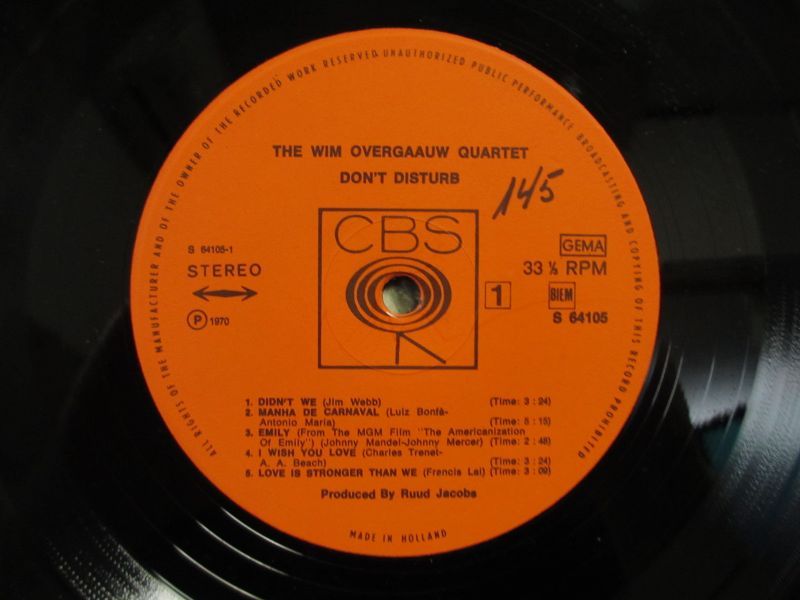 ALL RIGHTS OF THE MANUFACTURER AND OF THE OWNER OF THE RECORDED WORK RESERVED. UNAUTHORIZED PUBLIC PERFORMANCE BROADCASTING AND COPYING OF THIS RECORD PROHIBITED
THE WIM OVERGAAUW QUARTET
DON'T DISTURB
145
CBS
S 64105-1
STEREO
GEMA
33 ⅓ RPM
1
BIEM
Ⓟ 1970
S 64105
1. DIDN'T WE (Jim Webb) (Time: 3 : 24)
2. MANHA DE CARNAVAL (Luiz Bonfà-
Antonio Maria) (Time: 5 : 15)
3. EMILY (From The MGM Film "The Americanization
Of Emily") (Johnny Mandel-Johnny Mercer) (Time: 2 : 48)
4. I WISH YOU LOVE (Charles Trenet-
A. A. Beach) (Time: 3 : 24)
5. LOVE IS STRONGER THAN WE (Francis Lai) (Time: 3 : 09)
Produced By Ruud Jacobs
MADE IN HOLLAND